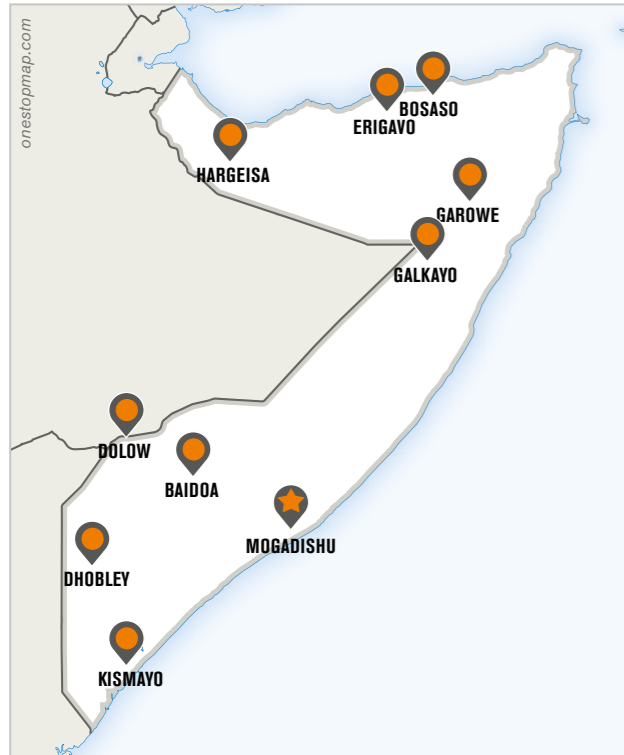 onestopmap.com
BOSASO
ERIGAVO
HARGEISA
GAROWE
GALKAYO
DOLOW
BAIDOA
MOGADISHU
DHOBLEY
KISMAYO